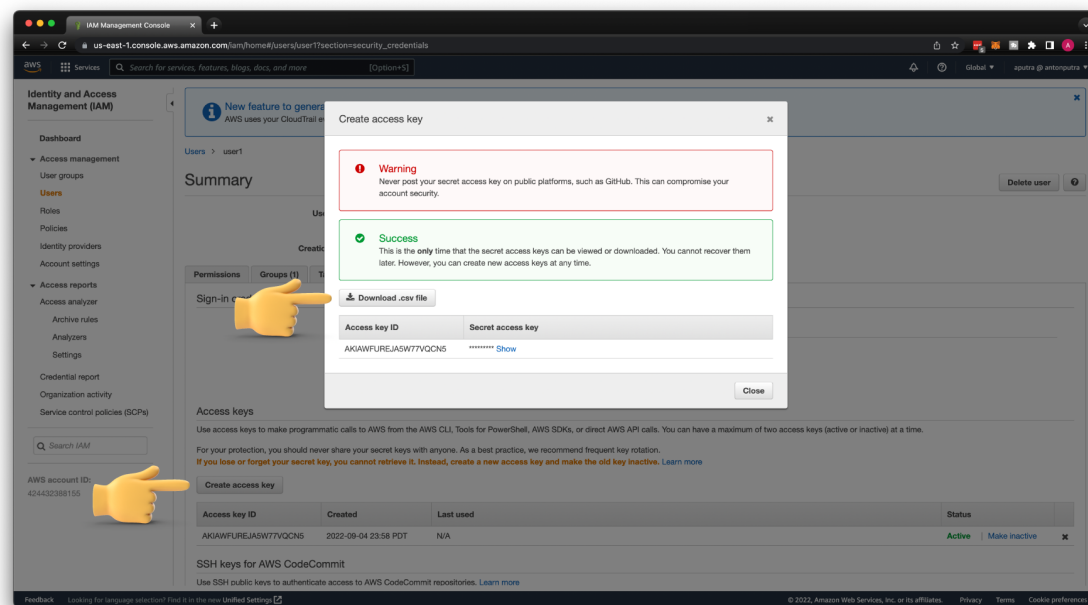 IAM Management Console
us-east-1.console.aws.amazon.com/iam/home#/users/user1?section=security_credentials
aws
Services
Search for services, features, blogs, docs, and more
[Option+S]
Global
aputra @ antonputra
Identity and Access
Management (IAM)
Dashboard
Access management
User groups
Users
Roles
Policies
Identity providers
Account settings
Access reports
Access analyzer
Archive rules
Analyzers
Settings
Credential report
Organization activity
Service control policies (SCPs)
Search IAM
AWS account ID:
424432388155
New feature to genera
AWS uses your CloudTrail e
Users > user1
Summary
Delete user
Use
Creatio
Permissions
Groups (1)
Ta
Sign-in c
Create access key
Warning
Never post your secret access key on public platforms, such as GitHub. This can compromise your
account security.
Success
This is the only time that the secret access keys can be viewed or downloaded. You cannot recover them
later. However, you can create new access keys at any time.
Download .csv file
Access key ID Secret access key
AKIAWFUREJA5W77VQCN5 ********* Show
Close
Access keys
Use access keys to make programmatic calls to AWS from the AWS CLI, Tools for PowerShell, AWS SDKs, or direct AWS API calls. You can have a maximum of two access keys (active or inactive) at a time.
For your protection, you should never share your secret keys with anyone. As a best practice, we recommend frequent key rotation.
If you lose or forget your secret key, you cannot retrieve it. Instead, create a new access key and make the old key inactive. Learn more
Create access key
Access key ID Created Last used Status
AKIAWFUREJA5W77VQCN5 2022-09-04 23:58 PDT N/A Active | Make inactive
SSH keys for AWS CodeCommit
Use SSH public keys to authenticate access to AWS CodeCommit repositories. Learn more
Feedback Looking for language selection? Find it in the new Unified Settings
© 2022, Amazon Web Services, Inc. or its affiliates. Privacy Terms Cookie preferences